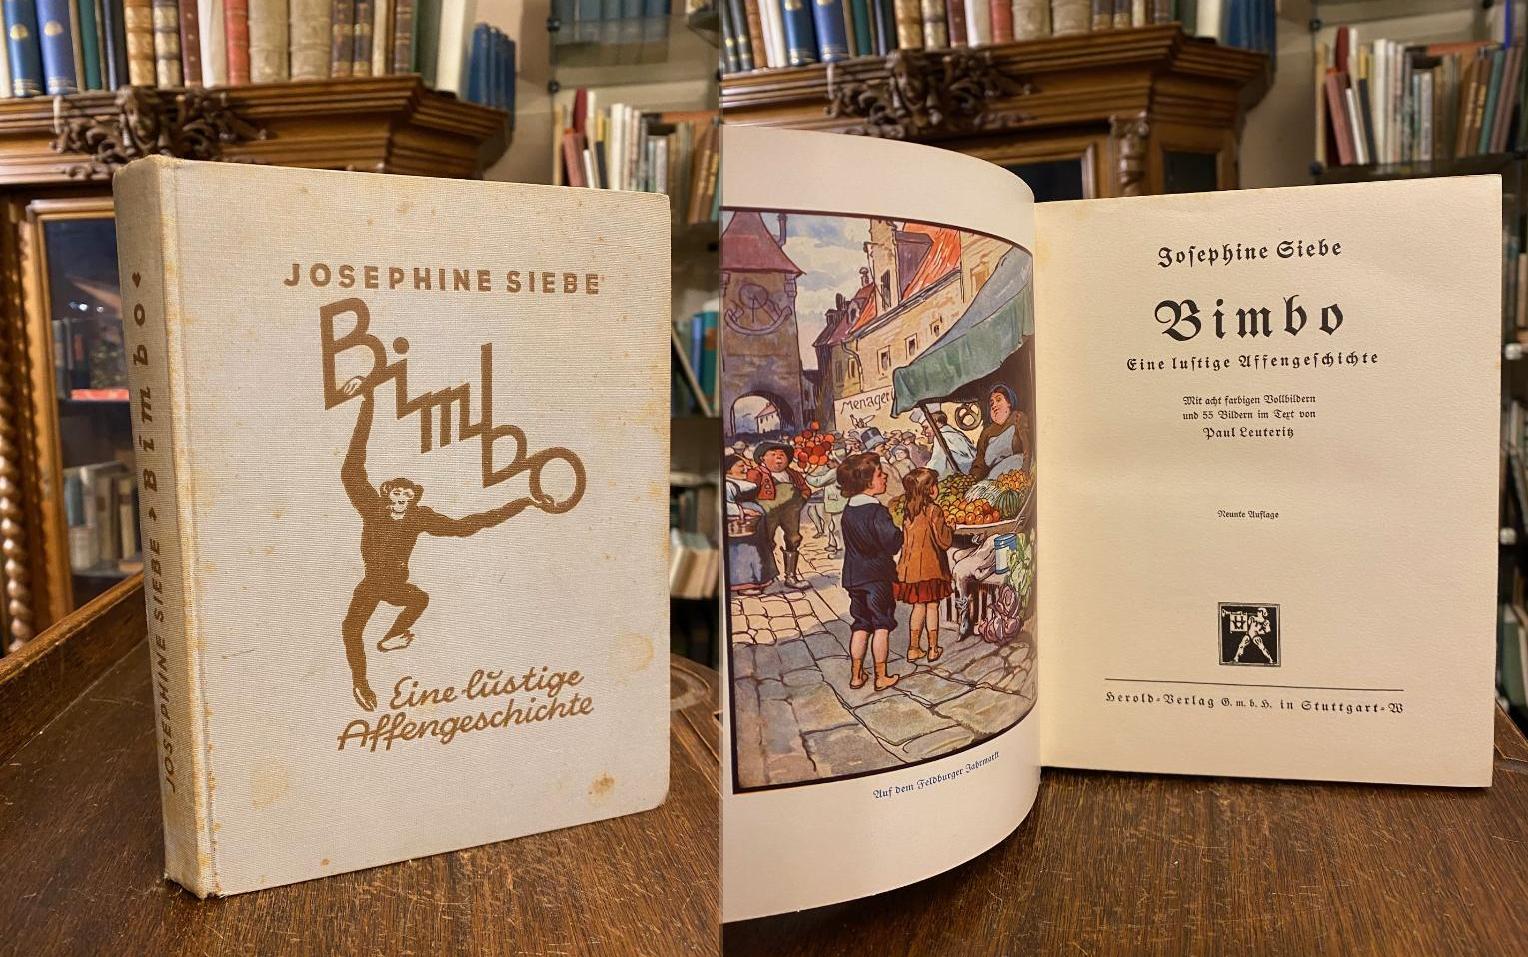 JOSEPHINE SIEBE
Bimbo
Eine lustige
Affengeschichte
JOSEPHINE SIEBE ♦ Bimbo ♦
Menagerie
Auf dem Feldburger Jahrmarkt
Joſephine Siebe
Bimbo
Eine luſtige Affengeſchichte
Mit acht farbigen Vollbildern
und 55 Bildern im Text von
Paul Leuteritz
Neunte Auflage
Herold-Verlag G. m. b. H. in Stuttgart-W